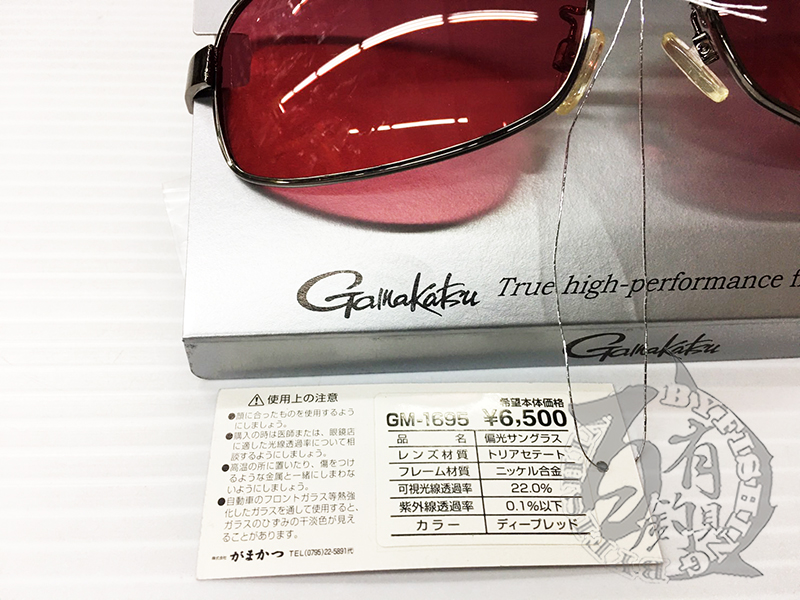 Gamakatsu True high-performance f
Gamakatsu
⚠使用上の注意
●顔に合ったものを使用するよう
にしましょう。
●購入の時は医師または、眼鏡店
に適した光線透過率について相
談するようにしましょう。
●高温の所に置いたり、傷をつけ
るような金属と一緒にしまわな
いようにしましょう。
●自動車のフロントガラス等熱強
化したガラスを通して使用すると、
ガラスのひずみの干淡色が見え
ることがあります。
株式会社 がまかつ TEL(0795)22-5891代
希望本体価格
GM-1695 ¥6,500
品名 偏光サングラス
レンズ材質 トリアセテート
フレーム材質 ニッケル合金
可視光線透過率 22.0%
紫外線透過率 0.1%以下
カラー ディープレッド
有
釣具
BYFISHING